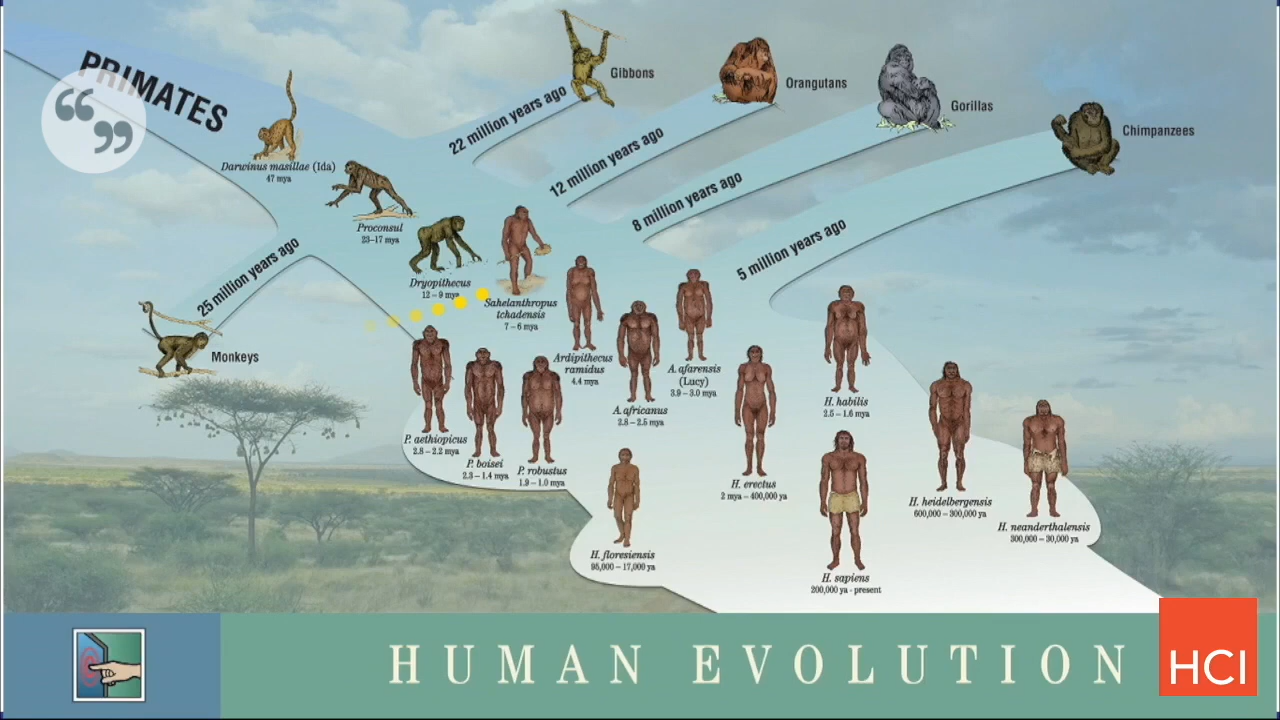 PRIMATES
Darwinus masillae (Ida)
47 mya
Proconsul
23–17 mya
Dryopithecus
12 – 9 mya
Sahelanthropus
tchadensis
7 – 6 mya
25 million years ago
Monkeys
22 million years ago
Gibbons
12 million years ago
Orangutans
8 million years ago
Gorillas
5 million years ago
Chimpanzees
Ardipithecus
ramidus
4.4 mya
A. afarensis
(Lucy)
3.9 – 3.0 mya
A. africanus
2.8 – 2.5 mya
P. aethiopicus
2.8 – 2.2 mya
P. boisei
2.3 – 1.4 mya
P. robustus
1.9 – 1.0 mya
H. habilis
2.5 – 1.6 mya
H. erectus
2 mya – 400,000 ya
H. heidelbergensis
600,000 – 300,000 ya
H. neanderthalensis
300,000 – 30,000 ya
H. floresiensis
95,000 – 17,000 ya
H. sapiens
200,000 ya - present
HUMAN EVOLUTION
HCI